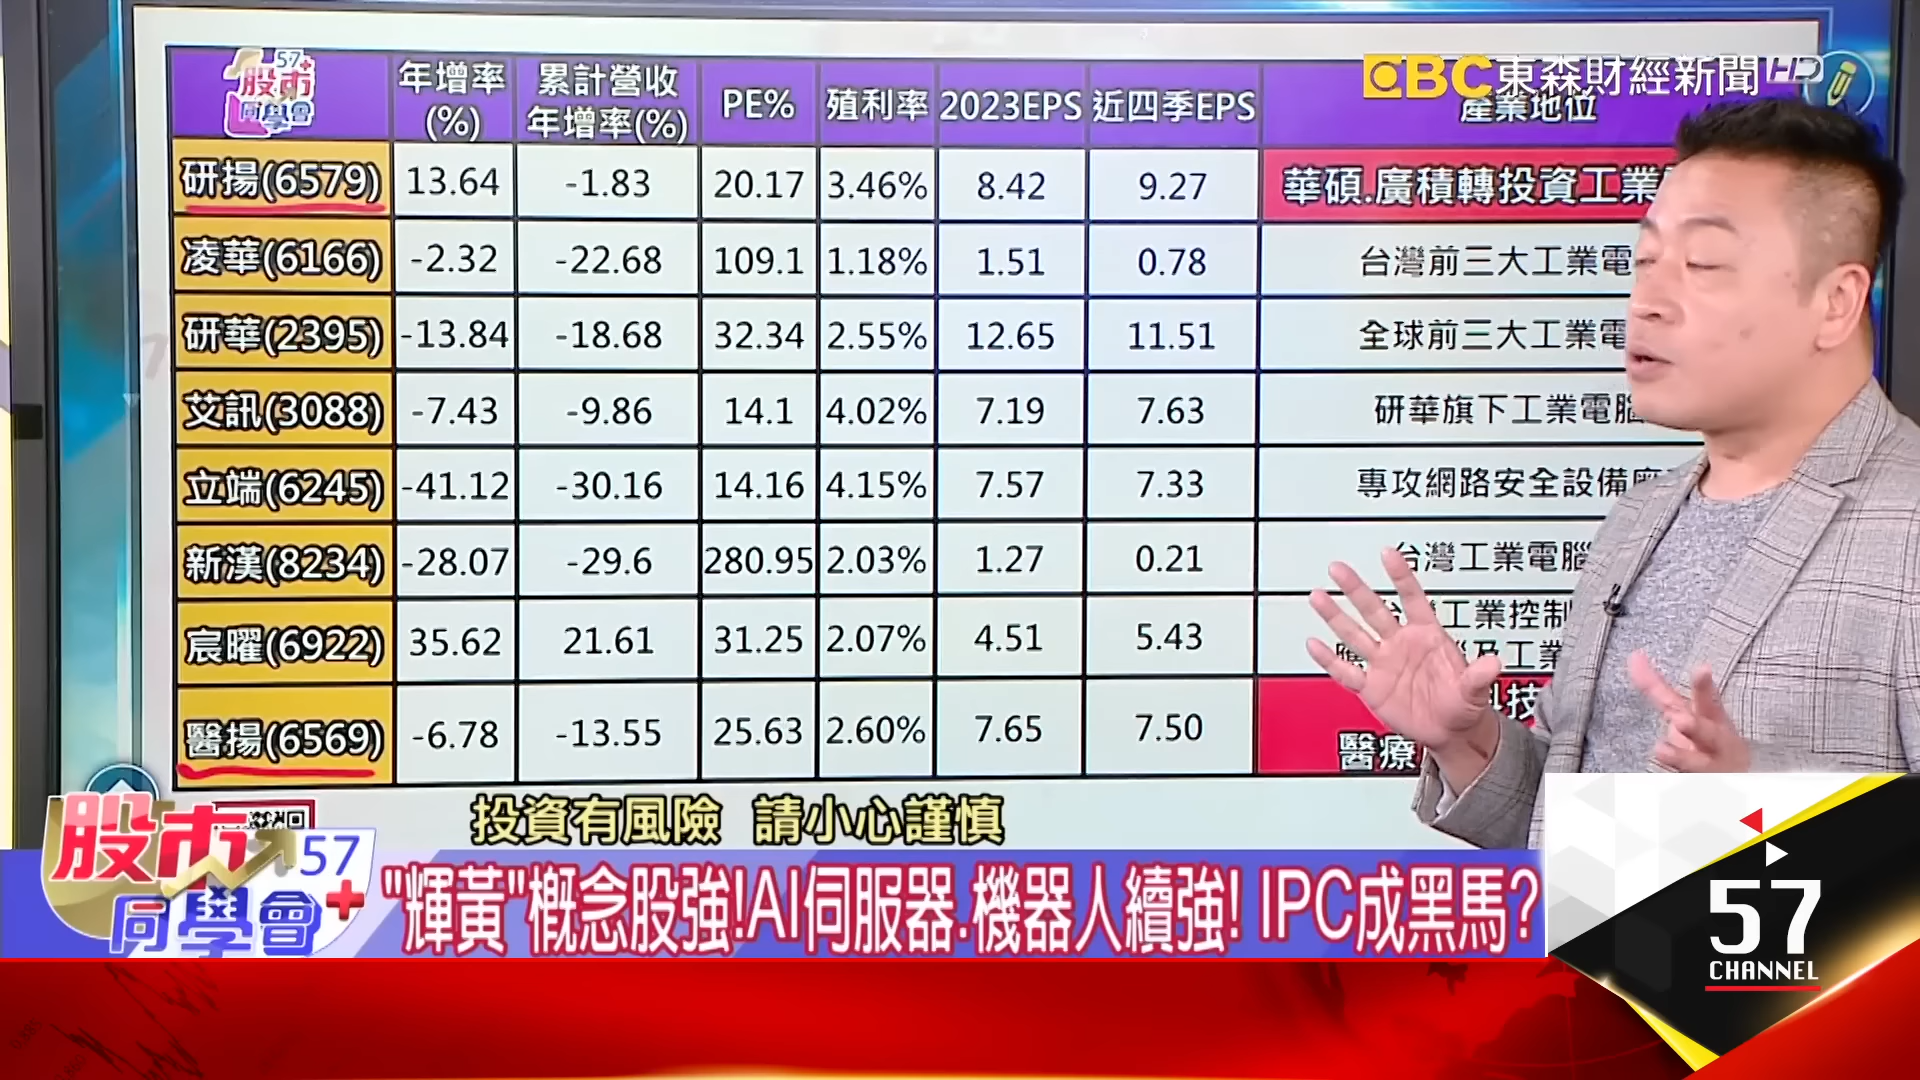 EBC 東森財經新聞 HD
57+ 股市同學會 年增率(%) 累計營收年增率(%) PE% 殖利率 2023EPS 近四季EPS 產業地位
研揚(6579) 13.64 -1.83 20.17 3.46% 8.42 9.27 華碩.廣積轉投資工業
凌華(6166) -2.32 -22.68 109.1 1.18% 1.51 0.78 台灣前三大工業電
研華(2395) -13.84 -18.68 32.34 2.55% 12.65 11.51 全球前三大工業電
艾訊(3088) -7.43 -9.86 14.1 4.02% 7.19 7.63 研華旗下工業電腦
立端(6245) -41.12 -30.16 14.16 4.15% 7.57 7.33 專攻網路安全設備
新漢(8234) -28.07 -29.6 280.95 2.03% 1.27 0.21 台灣工業電腦
宸曜(6922) 35.62 21.61 31.25 2.07% 4.51 5.43 工業控制 及工業
醫揚(6569) -6.78 -13.55 25.63 2.60% 7.65 7.50 科技 醫療
投資有風險 請小心謹慎
股市57
同學會+
"輝黃"概念股強!AI伺服器.機器人續強! IPC成黑馬?
57
CHANNEL